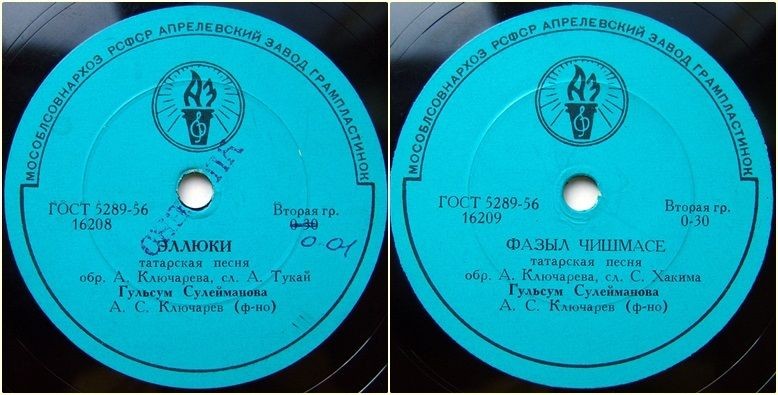 МОСОБЛСОВНАРХОЗ РСФСР АПРЕЛЕВСКИЙ ЗАВОД ГРАМПЛАСТИНОК
АЗ
ГОСТ 5289-56
16208
Вторая гр.
0-30
0-01
ЭЛЛЮКИ
татарская песня
обр. А. Ключарева, сл. А. Тукай
Гульсум Сулейманова
А. С. Ключарев (ф-но)
МОСОБЛСОВНАРХОЗ РСФСР АПРЕЛЕВСКИЙ ЗАВОД ГРАМПЛАСТИНОК
АЗ
ГОСТ 5289-56
16209
Вторая гр.
0-30
ФАЗЫЛ ЧИШМАСЕ
татарская песня
обр. А. Ключарева, сл. С. Хакима
Гульсум Сулейманова
А. С. Ключарев (ф-но)